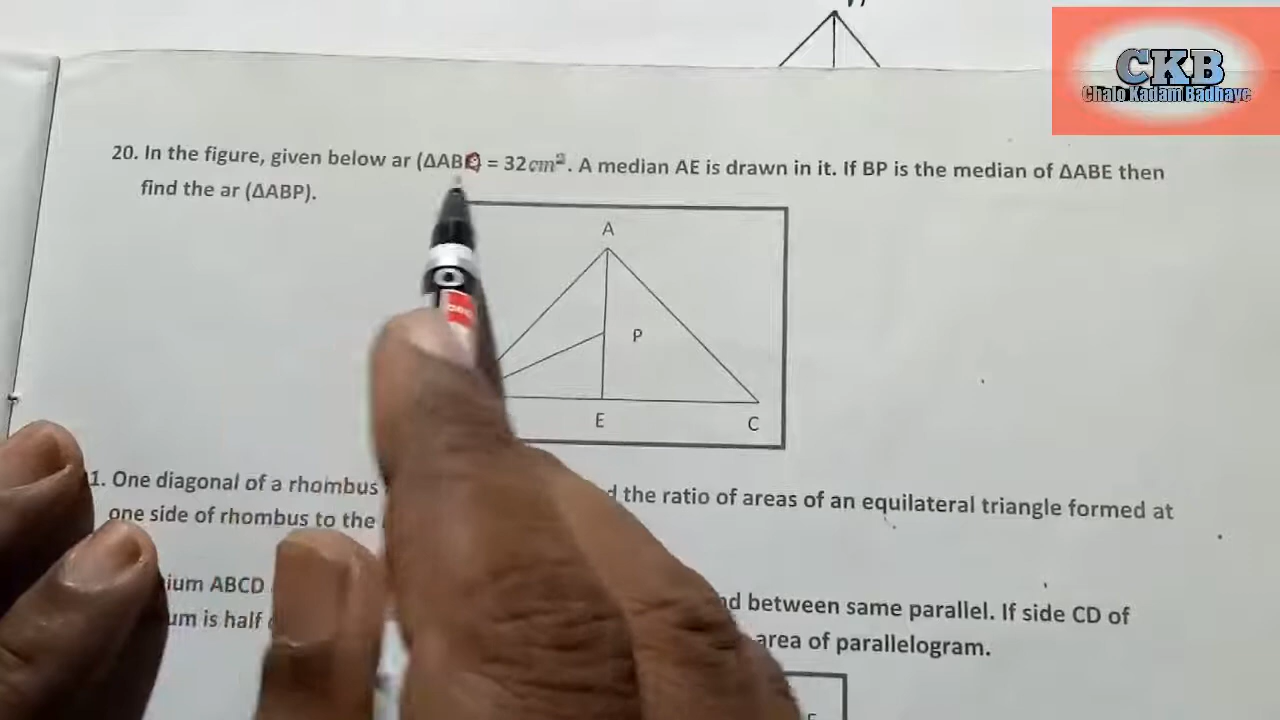 CKB
Chalo Kadam Badhaye
20. In the figure, given below ar (ΔABC) = 32cm². A median AE is drawn in it. If BP is the median of ΔABE then
find the ar (ΔABP).
A
P
E
C
1. One diagonal of a rhombus the ratio of areas of an equilateral triangle formed at
one side of rhombus to the
ABCD between same parallel. If side CD of
is half area of parallelogram.